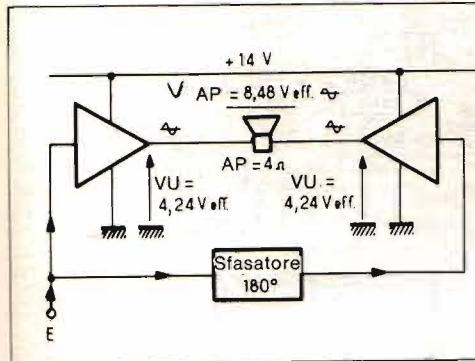 + 14 V
V AP = 8,48 V eff.
AP = 4 Ω
VU =
4,24 V eff.
VU =
4,24 V eff.
Sfasatore
180°
E